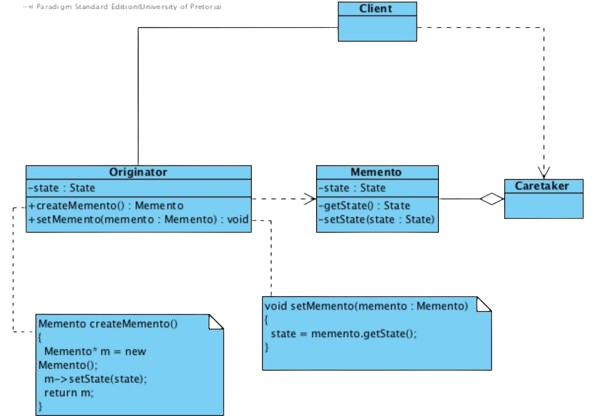 Paradigm Standard Edition(University of Pretoria)
Client
Originator
-state : State
+createMemento() : Memento
+setMemento(memento : Memento) : void
Memento
-state : State
-getState() : State
-setState(state : State)
Caretaker
Memento createMemento()
{
Memento* m = new
Memento();
m->setState(state);
return m;
}
void setMemento(memento : Memento)
{
state = memento.getState();
}